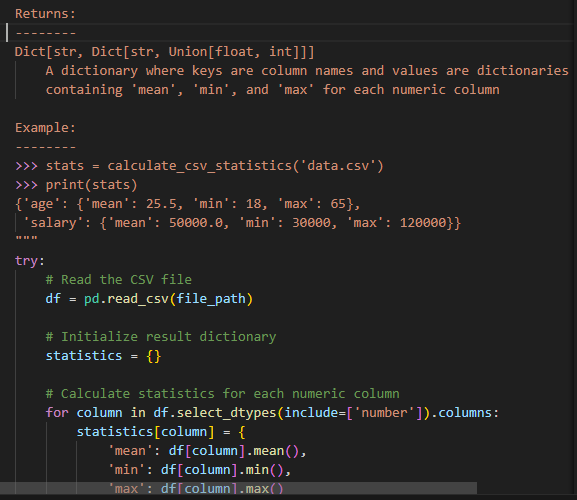 Returns:
--------
Dict[str, Dict[str, Union[float, int]]]
    A dictionary where keys are column names and values are dictionaries
    containing 'mean', 'min', and 'max' for each numeric column

Example:
--------
>>> stats = calculate_csv_statistics('data.csv')
>>> print(stats)
{'age': {'mean': 25.5, 'min': 18, 'max': 65},
 'salary': {'mean': 50000.0, 'min': 30000, 'max': 120000}}
"""
try:
    # Read the CSV file
    df = pd.read_csv(file_path)

    # Initialize result dictionary
    statistics = {}

    # Calculate statistics for each numeric column
    for column in df.select_dtypes(include=['number']).columns:
        statistics[column] = {
            'mean': df[column].mean(),
            'min': df[column].min(),
            'max': df[column].max()